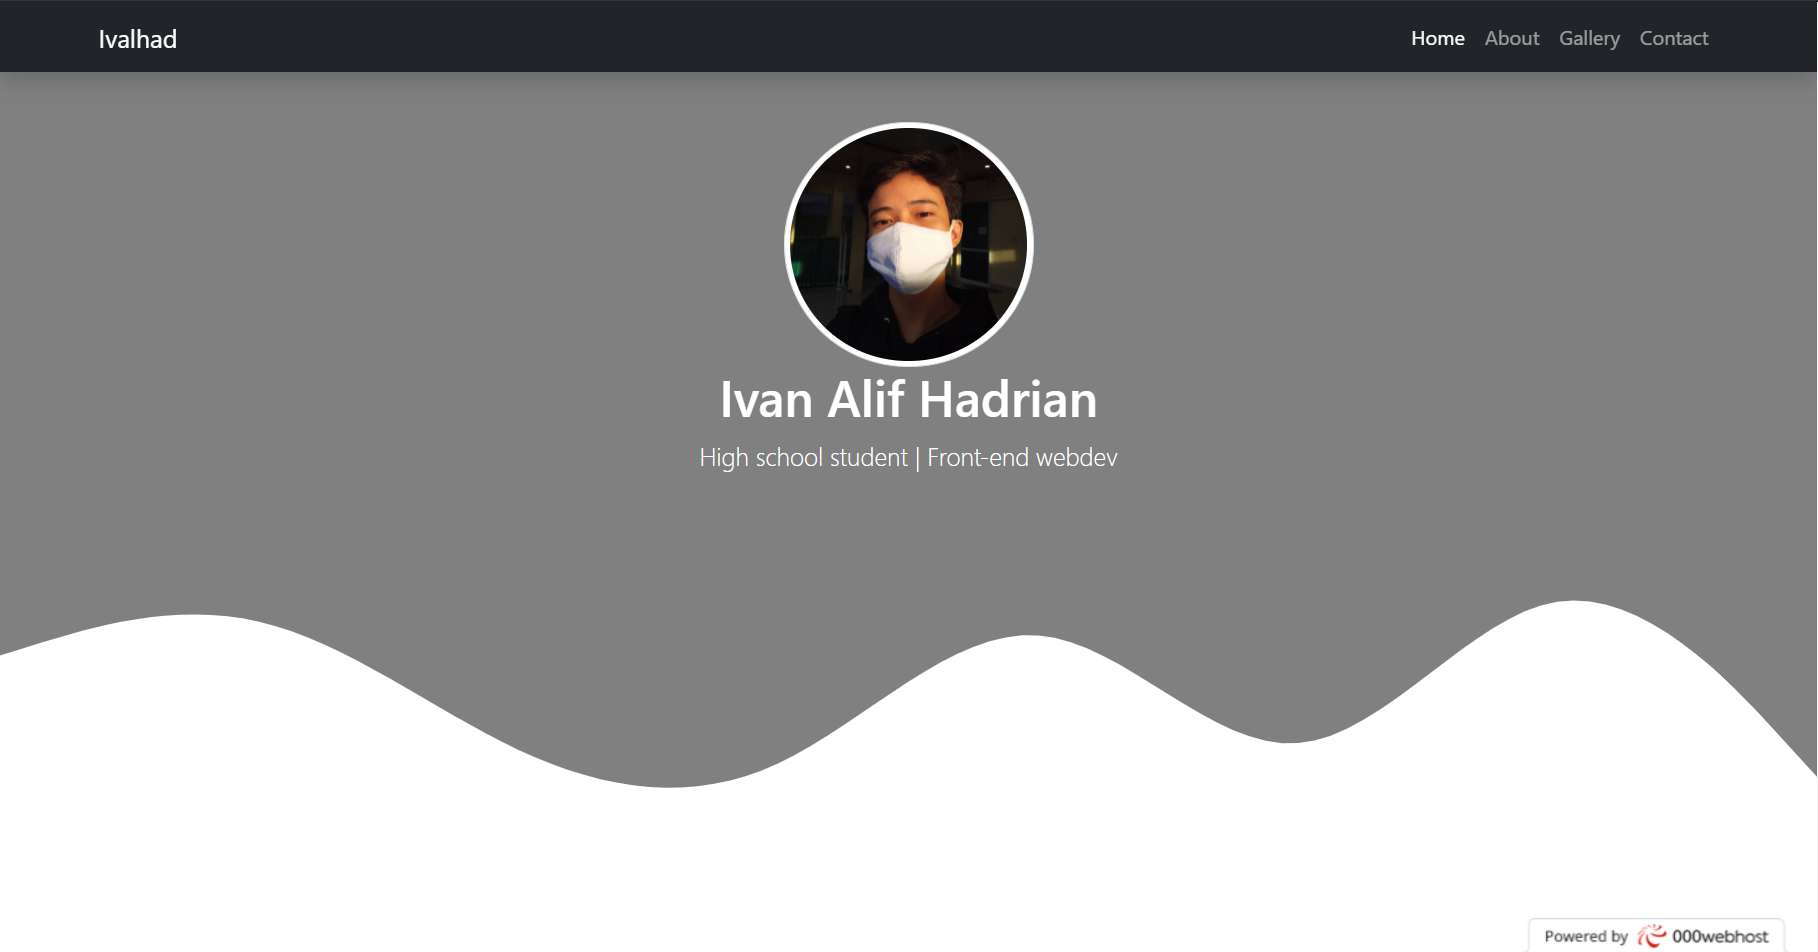 Ivalhad
Home About Gallery Contact
Ivan Alif Hadrian
High school student | Front-end webdev
Powered by 000webhost